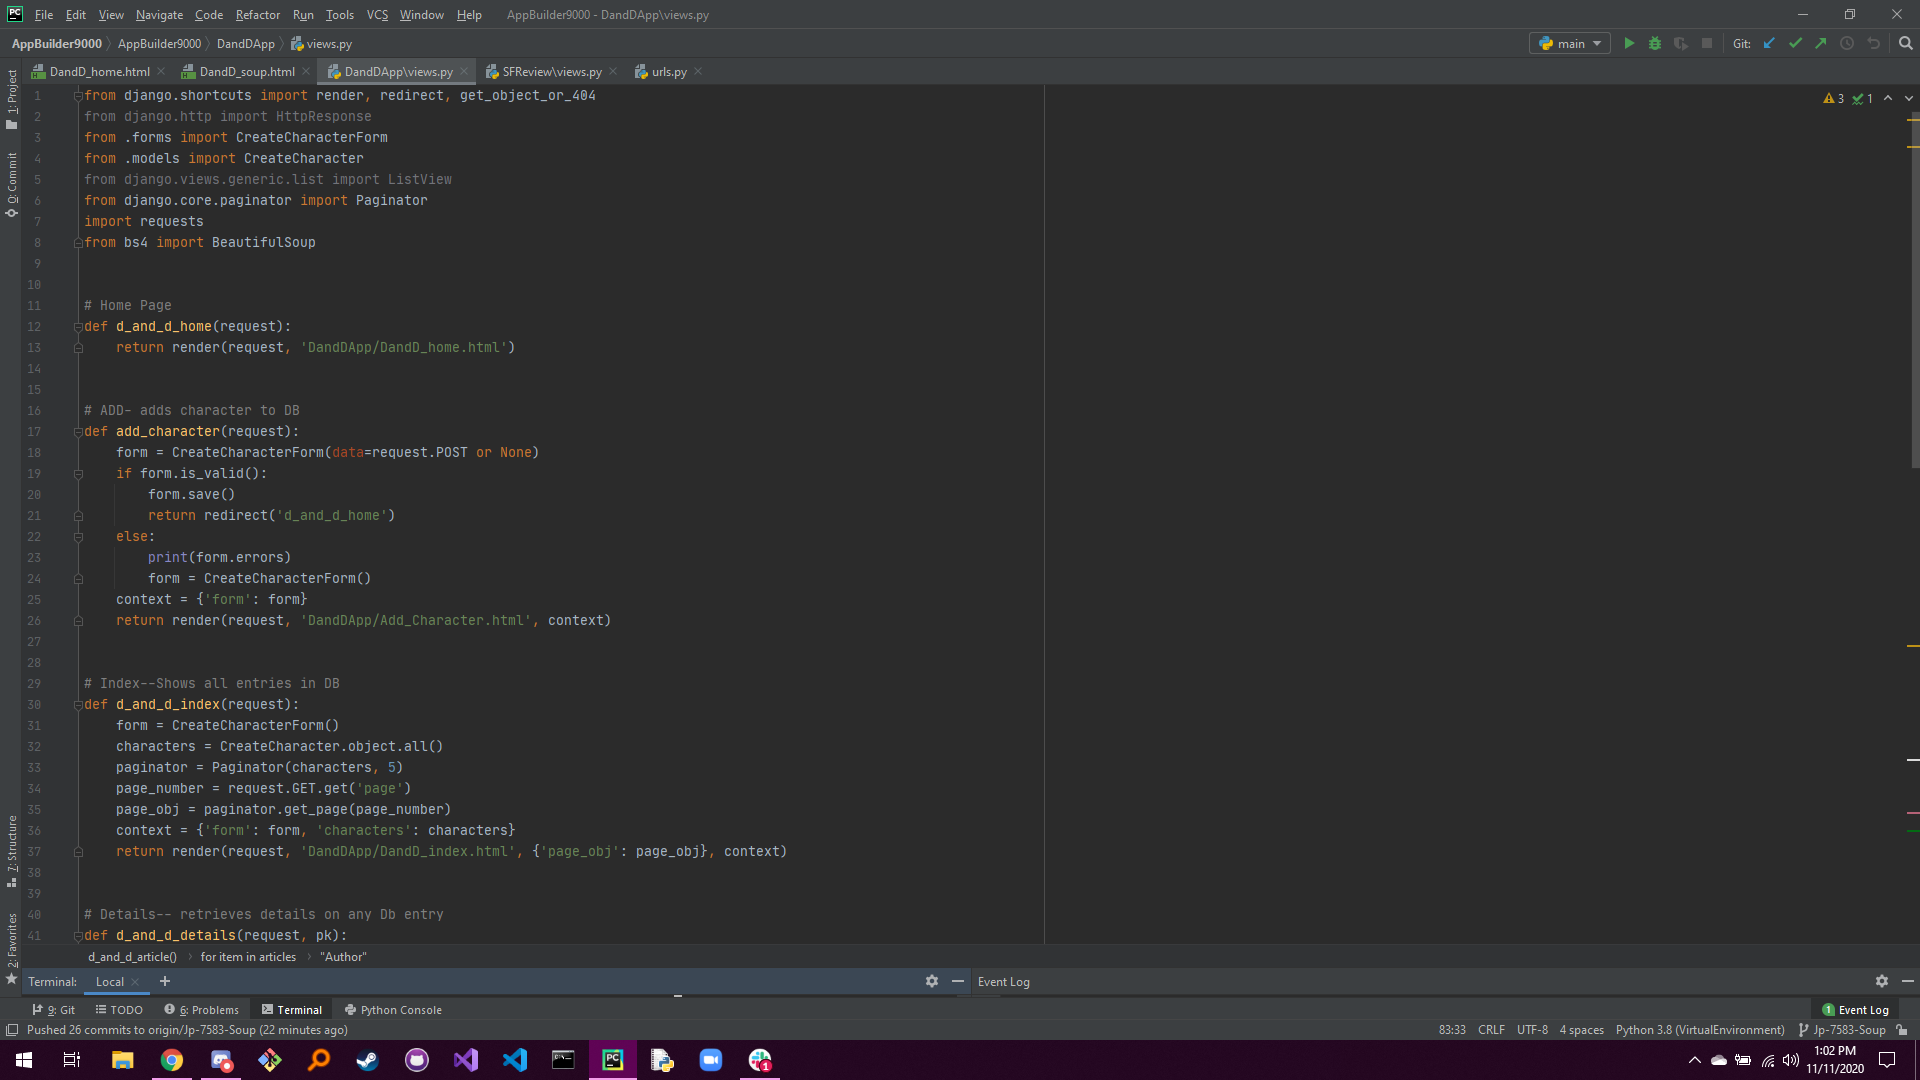 File Edit View Navigate Code Refactor Run Tools VCS Window Help AppBuilder9000 - DandDApp\views.py
AppBuilder9000 AppBuilder9000 DandDApp views.py main Git:
DandD_home.html DandD_soup.html DandDApp\views.py SFReview\views.py urls.py
1: Project
0: Commit
7: Structure
2: Favorites
3 1
1 from django.shortcuts import render, redirect, get_object_or_404
2 from django.http import HttpResponse
3 from .forms import CreateCharacterForm
4 from .models import CreateCharacter
5 from django.views.generic.list import ListView
6 from django.core.paginator import Paginator
7 import requests
8 from bs4 import BeautifulSoup
9
10
11 # Home Page
12 def d_and_d_home(request):
13     return render(request, 'DandDApp/DandD_home.html')
14
15
16 # ADD- adds character to DB
17 def add_character(request):
18     form = CreateCharacterForm(data=request.POST or None)
19     if form.is_valid():
20         form.save()
21         return redirect('d_and_d_home')
22     else:
23         print(form.errors)
24         form = CreateCharacterForm()
25     context = {'form': form}
26     return render(request, 'DandDApp/Add_Character.html', context)
27
28
29 # Index--Shows all entries in DB
30 def d_and_d_index(request):
31     form = CreateCharacterForm()
32     characters = CreateCharacter.object.all()
33     paginator = Paginator(characters, 5)
34     page_number = request.GET.get('page')
35     page_obj = paginator.get_page(page_number)
36     context = {'form': form, 'characters': characters}
37     return render(request, 'DandDApp/DandD_index.html', {'page_obj': page_obj}, context)
38
39
40 # Details-- retrieves details on any Db entry
41 def d_and_d_details(request, pk):
d_and_d_article() for item in articles "Author"
Terminal: Local + Event Log
9: Git TODO 6: Problems Terminal Python Console 1 Event Log
Pushed 26 commits to origin/Jp-7583-Soup (22 minutes ago) 83:33 CRLF UTF-8 4 spaces Python 3.8 (VirtualEnvironment) Jp-7583-Soup
1:02 PM
11/11/2020